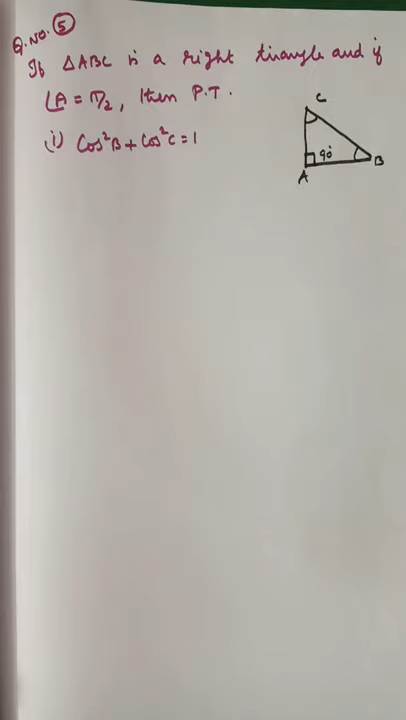 Q.NO. 5
If ΔABC is a right triangle and if
∠A = π/2, then P.T.
(i) Cos²B + Cos²C = 1
C
90°
A
B